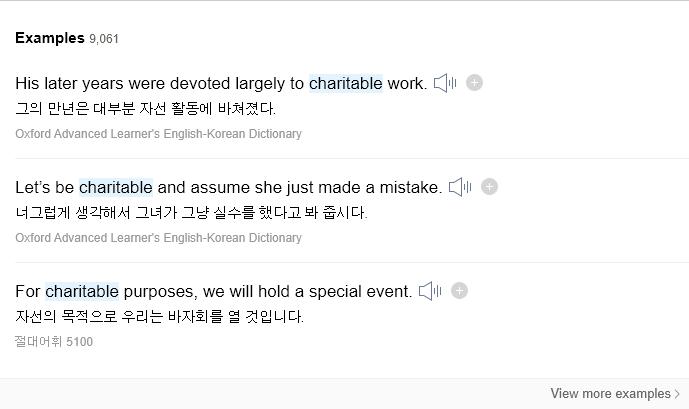 Examples 9,061
His later years were devoted largely to charitable work.
그의 만년은 대부분 자선 활동에 바쳐졌다.
Oxford Advanced Learner's English-Korean Dictionary
Let's be charitable and assume she just made a mistake.
너그럽게 생각해서 그녀가 그냥 실수를 했다고 봐 줍시다.
Oxford Advanced Learner's English-Korean Dictionary
For charitable purposes, we will hold a special event.
자선의 목적으로 우리는 바자회를 열 것입니다.
절대어휘 5100
View more examples